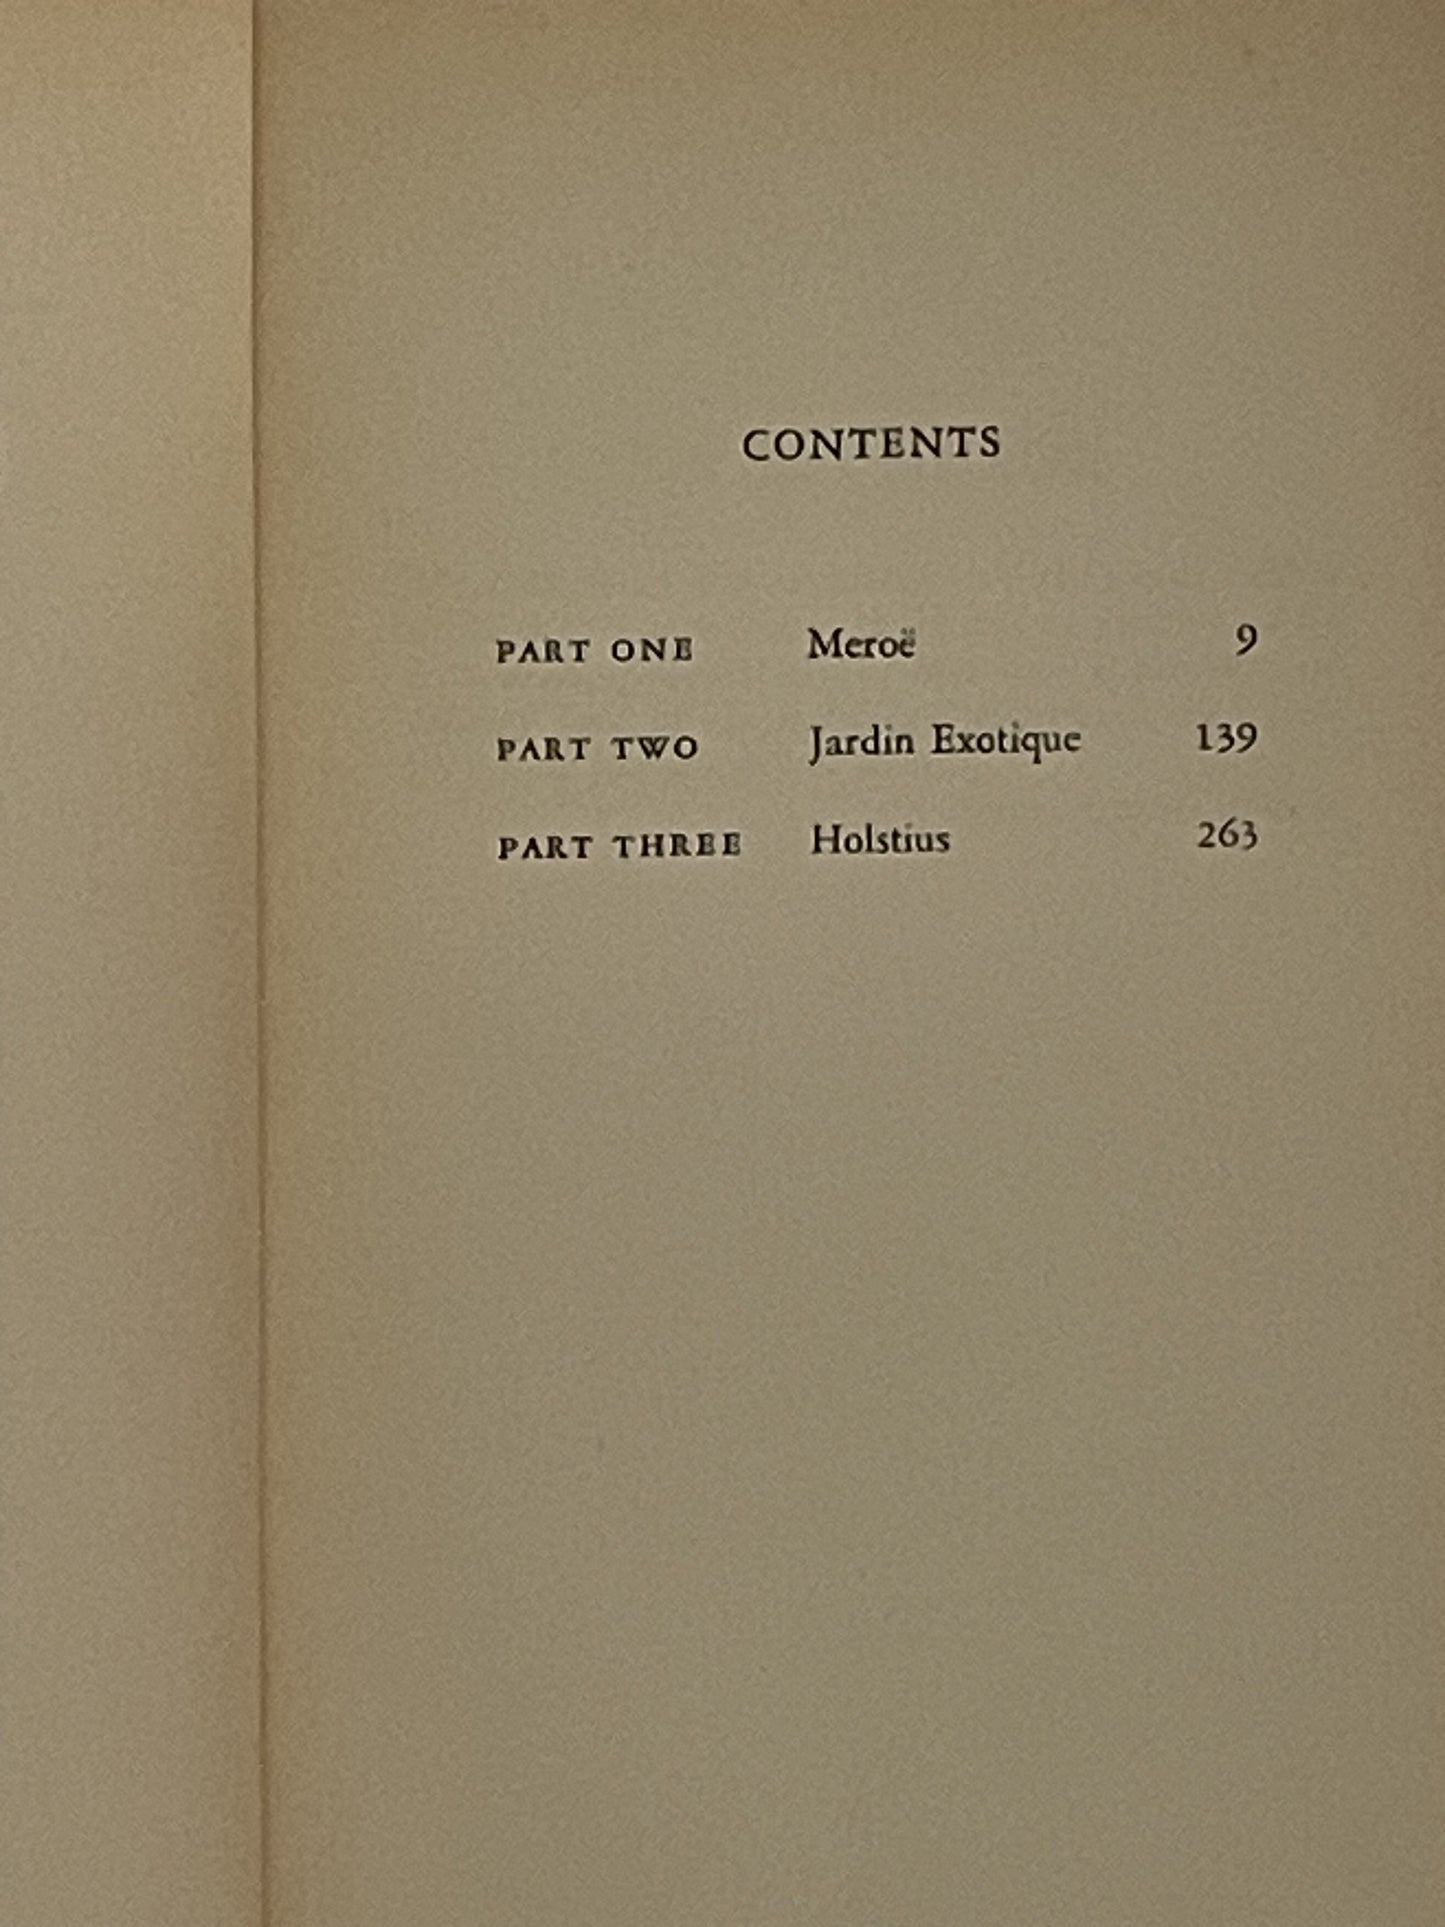 CONTENTS
PART ONE Meroë 9
PART TWO Jardin Exotique 139
PART THREE Holstius 263